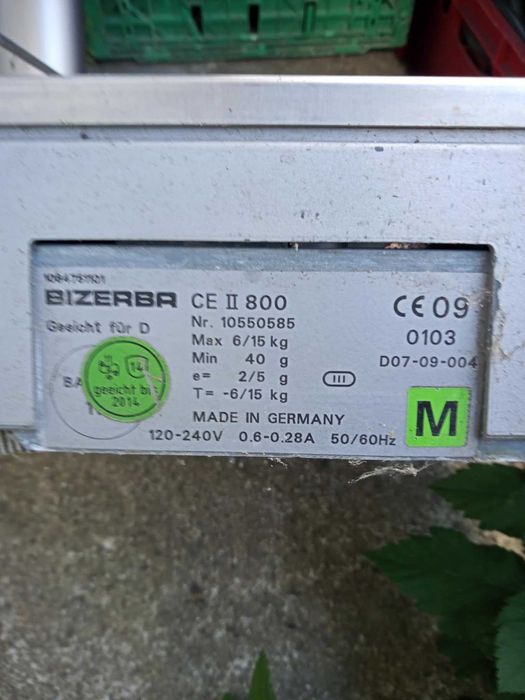 BIZERBA CE II 800
Geeicht für D
Nr. 10550585
Max 6/15 kg
Min 40 g
e= 2/5 g
T= -6/15 kg
III
MADE IN GERMANY
120-240V 0.6-0.28A 50/60Hz
CE 09
0103
D07-09-004
M
14
geeicht bis
2014
BA